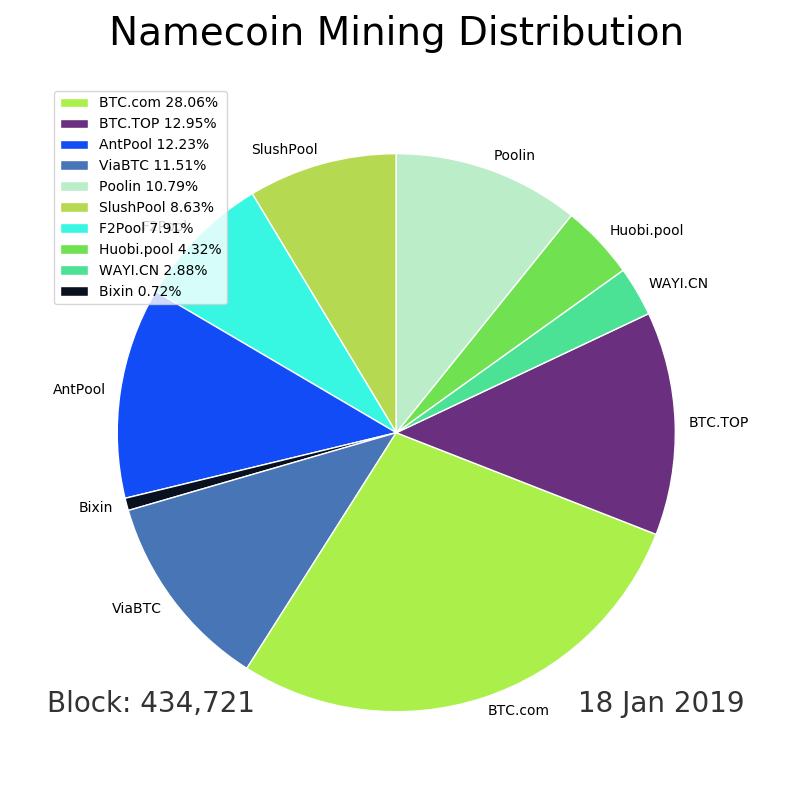 Namecoin Mining Distribution
BTC.com 28.06%
BTC.TOP 12.95%
AntPool 12.23%
ViaBTC 11.51%
Poolin 10.79%
SlushPool 8.63%
F2Pool 7.91%
Huobi.pool 4.32%
WAYI.CN 2.88%
Bixin 0.72%
SlushPool
Poolin
F2Pool
Huobi.pool
WAYI.CN
AntPool
BTC.TOP
Bixin
ViaBTC
BTC.com
Block: 434,721
18 Jan 2019